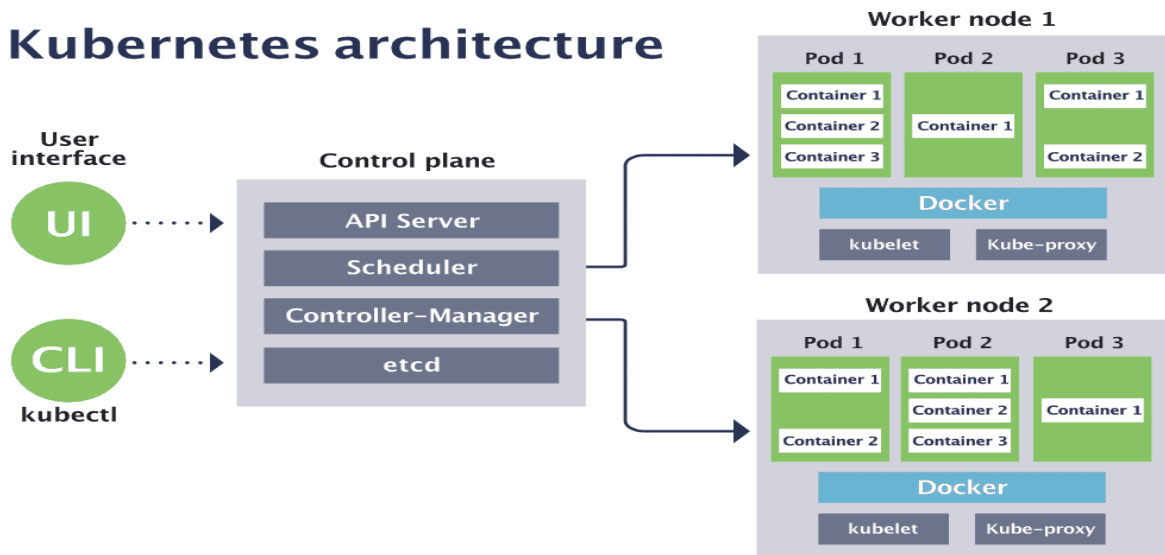 Kubernetes architecture
User
interface
UI
CLI
kubectl
Control plane
API Server
Scheduler
Controller-Manager
etcd
Worker node 1
Pod 1
Container 1
Container 2
Container 3
Pod 2
Container 1
Pod 3
Container 1
Container 2
Docker
kubelet
Kube-proxy
Worker node 2
Pod 1
Container 1
Container 2
Pod 2
Container 1
Container 2
Container 3
Pod 3
Container 1
Docker
kubelet
Kube-proxy